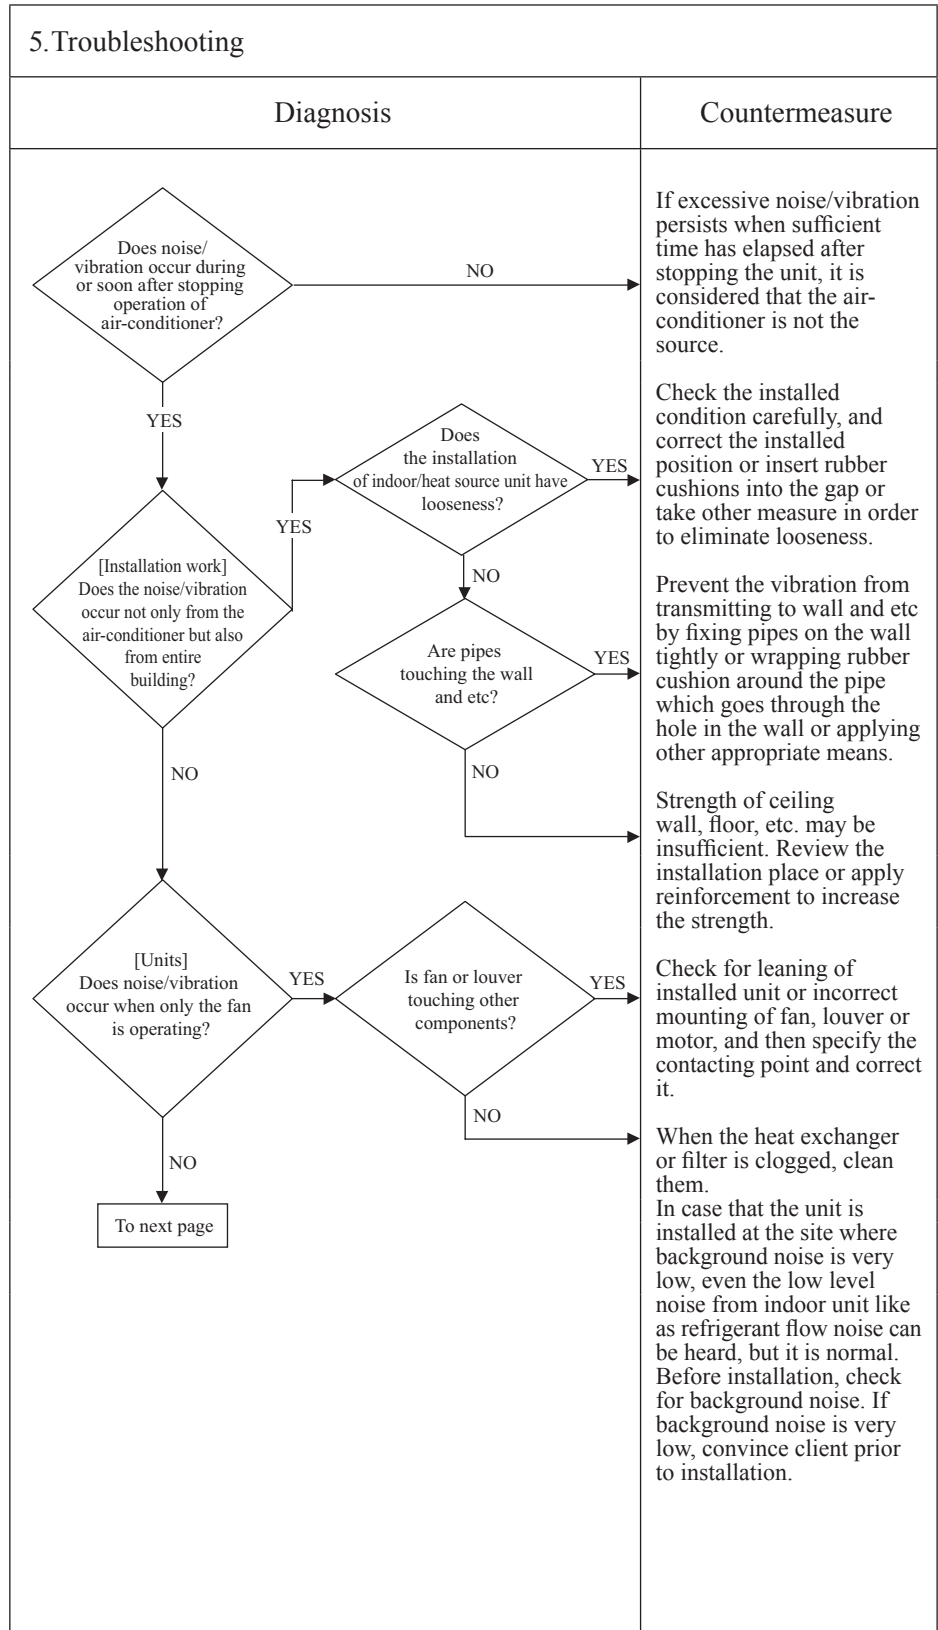 5.Troubleshooting
Diagnosis
Countermeasure
Does noise/
vibration occur during
or soon after stopping
operation of
air-conditioner?
NO
If excessive noise/vibration
persists when sufficient
time has elapsed after
stopping the unit, it is
considered that the air-
conditioner is not the
source.
YES
[Installation work]
Does the noise/vibration
occur not only from the
air-conditioner but also
from entire
building?
YES
Does
the installation
of indoor/heat source unit have
looseness?
YES
Check the installed
condition carefully, and
correct the installed
position or insert rubber
cushions into the gap or
take other measure in order
to eliminate looseness.
NO
Are pipes
touching the wall
and etc?
YES
Prevent the vibration from
transmitting to wall and etc
by fixing pipes on the wall
tightly or wrapping rubber
cushion around the pipe
which goes through the
hole in the wall or applying
other appropriate means.
NO
Strength of ceiling
wall, floor, etc. may be
insufficient. Review the
installation place or apply
reinforcement to increase
the strength.
NO
[Units]
Does noise/vibration
occur when only the fan
is operating?
YES
Is fan or louver
touching other
components?
YES
Check for leaning of
installed unit or incorrect
mounting of fan, louver or
motor, and then specify the
contacting point and correct
it.
NO
When the heat exchanger
or filter is clogged, clean
them.
In case that the unit is
installed at the site where
background noise is very
low, even the low level
noise from indoor unit like
as refrigerant flow noise can
be heard, but it is normal.
Before installation, check
for background noise. If
background noise is very
low, convince client prior
to installation.
NO
To next page